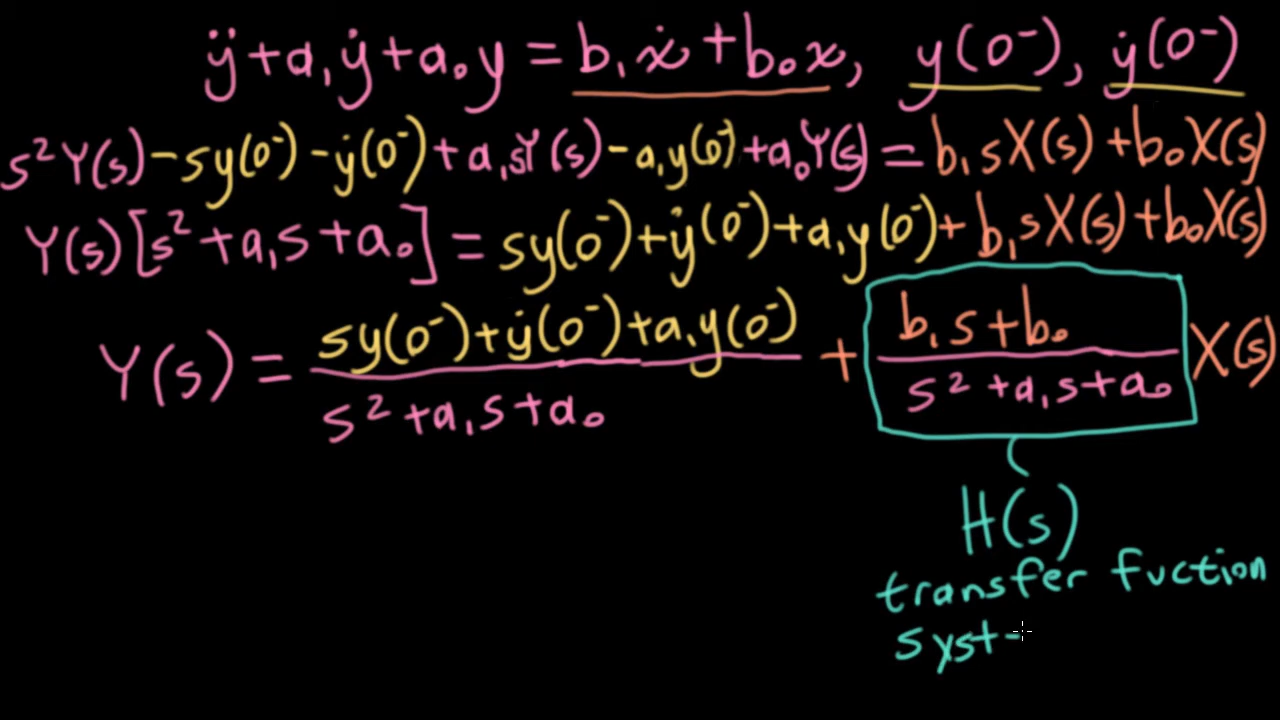 ÿ + a₁ẏ + a₀y = b₁ẋ + b₀x, y(0⁻), ẏ(0⁻)
s²Y(s) - sy(0⁻) - ẏ(0⁻) + a₁sY(s) - a₁y(0⁻) + a₀Y(s) = b₁sX(s) + b₀X(s)
Y(s)[s² + a₁s + a₀] = sy(0⁻) + ẏ(0⁻) + a₁y(0⁻) + b₁sX(s) + b₀X(s)
sy(0⁻) + ẏ(0⁻) + a₁y(0⁻) b₁s + b₀
Y(s) = + X(s)
s² + a₁s + a₀ s² + a₁s + a₀
H(s)
transfer fuction
syst-